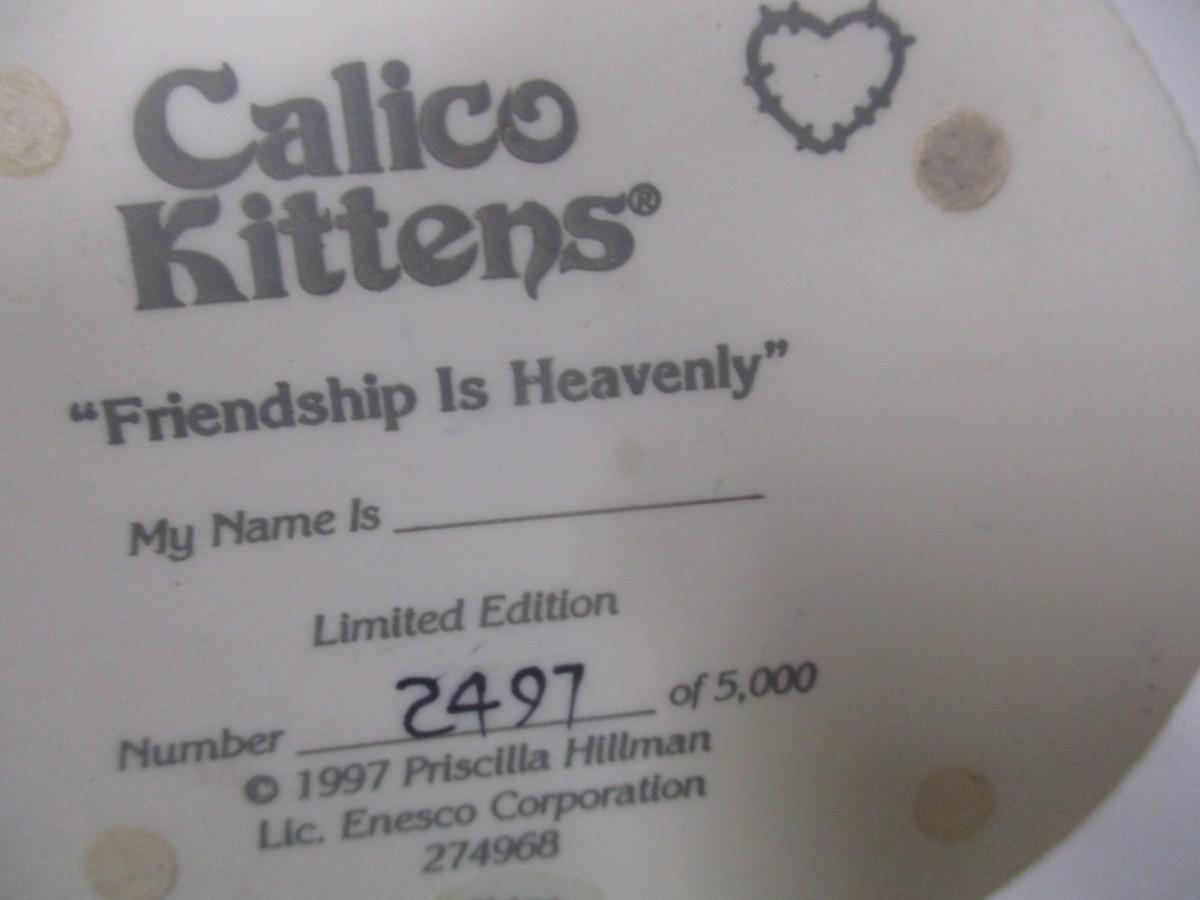 Calico
Kittens®
“Friendship Is Heavenly”
My Name Is
Limited Edition
Number 2497 of 5,000
© 1997 Priscilla Hillman
Lic. Enesco Corporation
274968